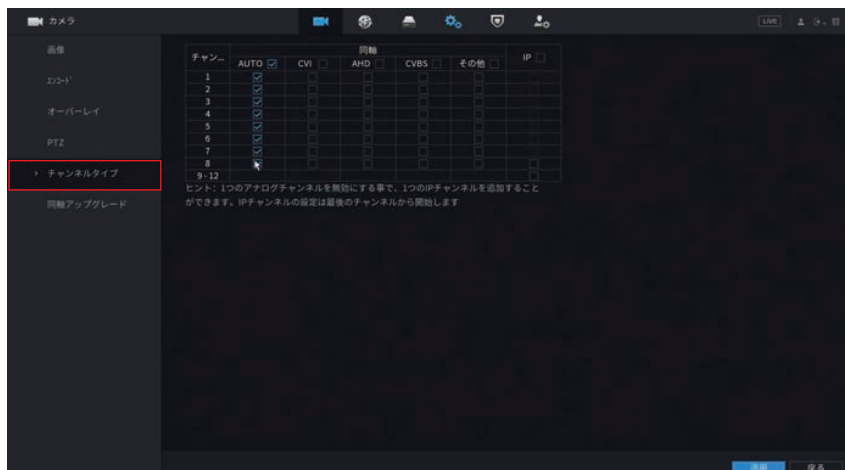 カメラ
LIVE
画像
エンコード
オーバーレイ
PTZ
チャンネルタイプ
同軸アップグレード
チャン... 同軸 IP
AUTO CVI AHD CVBS その他
1
2
3
4
5
6
7
8
9-12
ヒント: 1つのアナログチャンネルを無効にする事で、1つのIPチャンネルを追加すること
ができます。IPチャンネルの設定は最後のチャンネルから開始します
適用 戻る